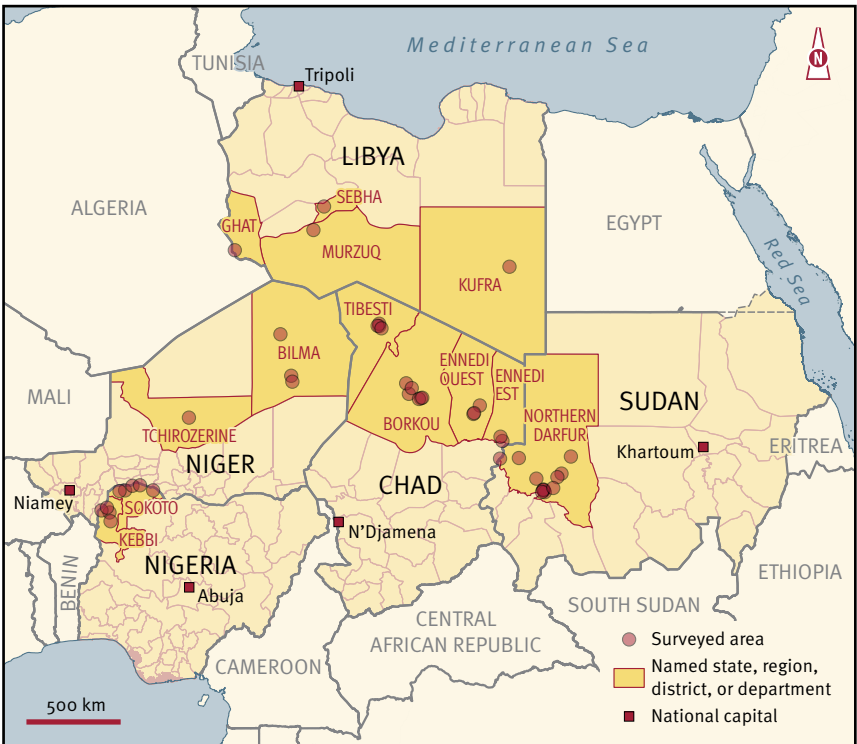 Mediterranean Sea
N
TUNISIA
Tripoli
LIBYA
ALGERIA
SEBHA
GHAT
EGYPT
MURZUQ
Red Sea
KUFRA
TIBESTI
BILMA
ENNEDI
OUEST
ENNEDI
EST
MALI
SUDAN
NORTHERN
DARFUR
BORKOU
TCHIROZERINE
Khartoum
ERITREA
NIGER
CHAD
Niamey
SOKOTO
N'Djamena
KEBBI
NIGERIA
BENIN
Abuja
ETHIOPIA
SOUTH SUDAN
CENTRAL
AFRICAN REPUBLIC
CAMEROON
Surveyed area
Named state, region,
district, or department
National capital
500 km